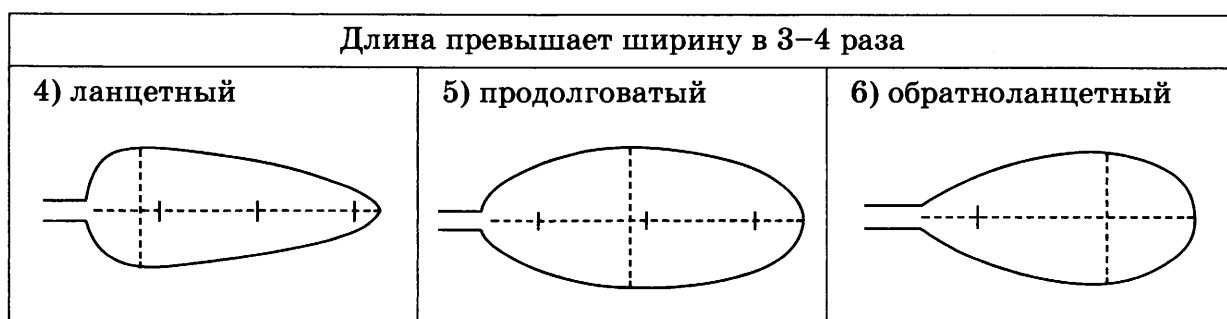 Длина превышает ширину в 3–4 раза
4) ланцетный
5) продолговатый
6) обратноланцетный